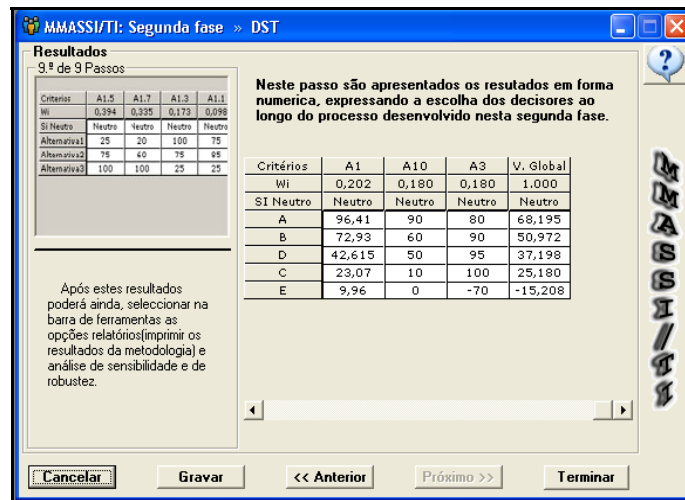 MMASSI/TI: Segunda fase » DST
Resultados
9.º de 9 Passos
Criterios A1.5 A1.7 A1.3 A1.1
Wi 0,394 0,335 0,173 0,098
Si Neutro Neutro Neutro Neutro Neutro
Alternativa1 25 20 100 75
Alternativa2 75 60 75 95
Alternativa3 100 100 25 25
Após estes resultados
poderá ainda, seleccionar na
barra de ferramentas as
opções relatórios(imprimir os
resultados da metodologia) e
análise de sensibilidade e de
robustez.
Neste passo são apresentados os resutados em forma
numerica, expressando a escolha dos decisores ao
longo do processo desenvolvido nesta segunda fase.
Critérios A1 A10 A3 V. Global
Wi 0,202 0,180 0,180 1.000
SI Neutro Neutro Neutro Neutro Neutro
A 96,41 90 80 68,195
B 72,93 60 90 50,972
D 42,615 50 95 37,198
C 23,07 10 100 25,180
E 9,96 0 -70 -15,208
MMASSI/TI
Cancelar
Gravar
<< Anterior
Próximo >>
Terminar